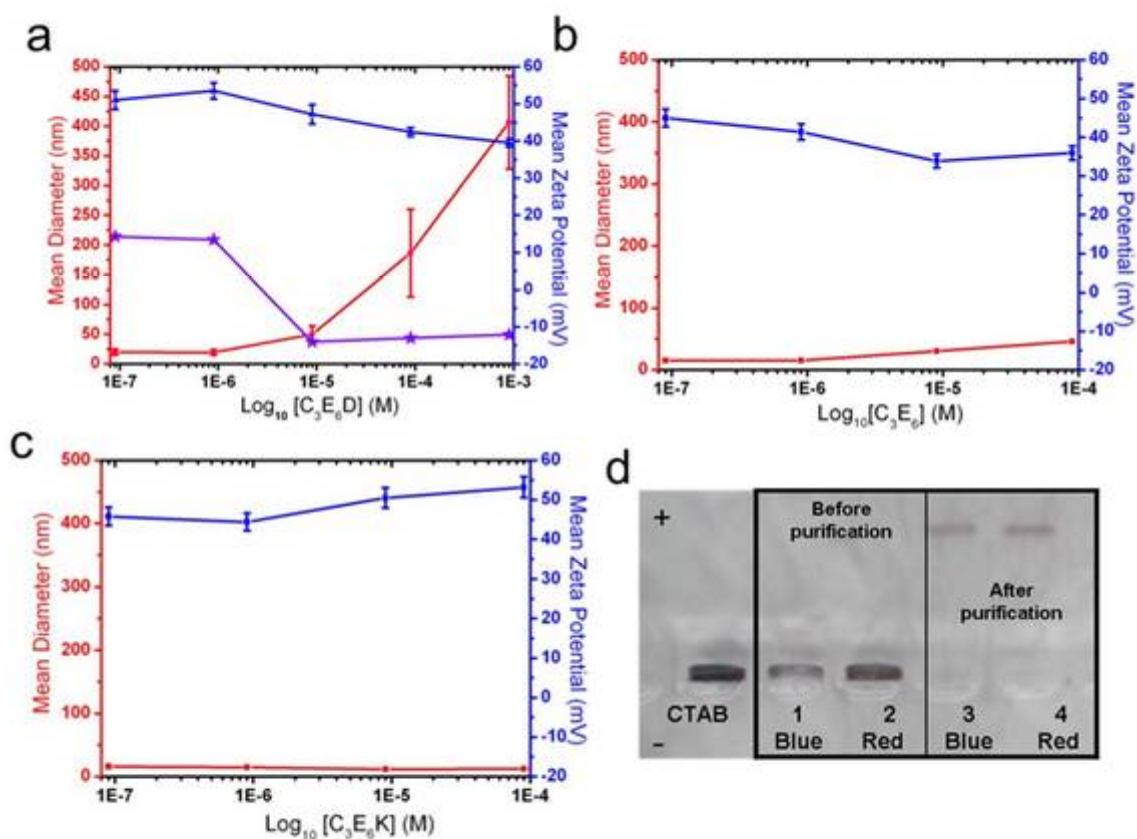 a
500
450
400
350
300
250
200
150
100
50
0
Mean Diameter (nm)
60
50
40
30
20
10
0
-10
-20
Mean Zeta Potential (mV)
1E-7 1E-6 1E-5 1E-4 1E-3
Log₁₀ [C₃E₆D] (M)
b
500
400
300
200
100
0
Mean Diameter (nm)
60
50
40
30
20
10
0
-10
-20
Mean Zeta Potential (mV)
1E-7 1E-6 1E-5 1E-4
Log₁₀[C₃E₆] (M)
c
500
400
300
200
100
0
Mean Diameter (nm)
60
50
40
30
20
10
0
-10
-20
Mean Zeta Potential (mV)
1E-7 1E-6 1E-5 1E-4
Log₁₀ [C₃E₆K] (M)
d
+
Before
purification
After
purification
CTAB 1 2 3 4
– Blue Red Blue Red